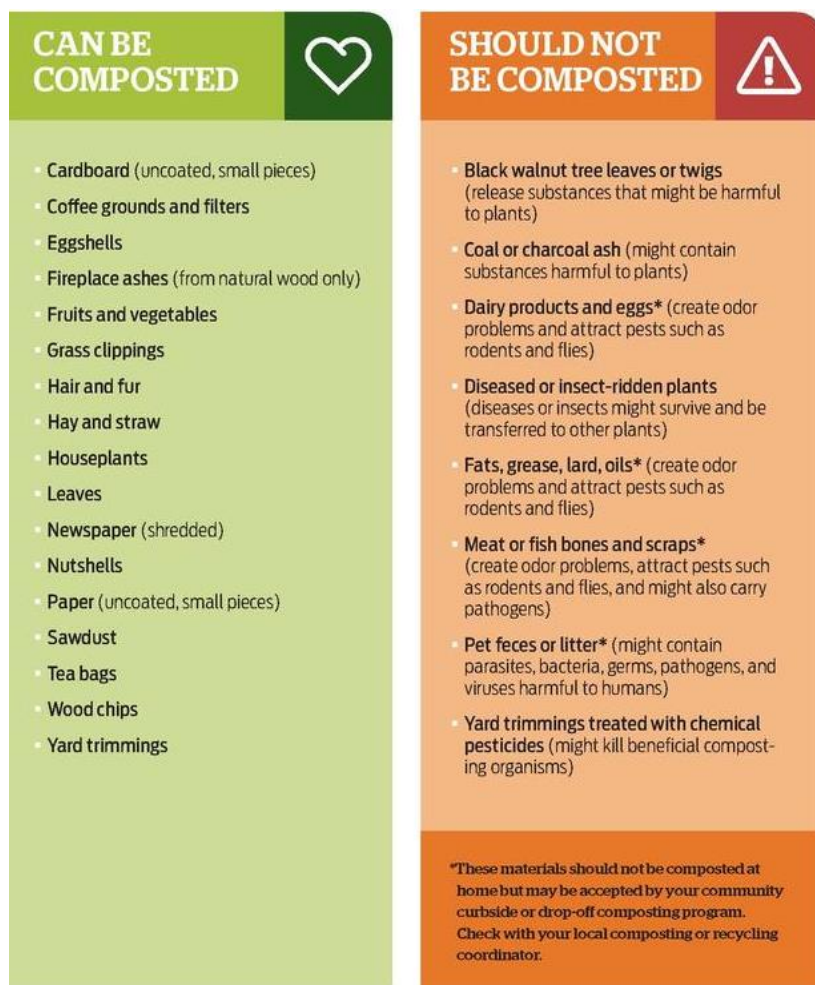 CAN BE
COMPOSTED
Cardboard (uncoated, small pieces)
Coffee grounds and filters
Eggshells
Fireplace ashes (from natural wood only)
Fruits and vegetables
Grass clippings
Hair and fur
Hay and straw
Houseplants
Leaves
Newspaper (shredded)
Nutshells
Paper (uncoated, small pieces)
Sawdust
Tea bags
Wood chips
Yard trimmings
SHOULD NOT
BE COMPOSTED
Black walnut tree leaves or twigs
(release substances that might be harmful
to plants)
Coal or charcoal ash (might contain
substances harmful to plants)
Dairy products and eggs* (create odor
problems and attract pests such as
rodents and flies)
Diseased or insect-ridden plants
(diseases or insects might survive and be
transferred to other plants)
Fats, grease, lard, oils* (create odor
problems and attract pests such as
rodents and flies)
Meat or fish bones and scraps*
(create odor problems, attract pests such
as rodents and flies, and might also carry
pathogens)
Pet feces or litter* (might contain
parasites, bacteria, germs, pathogens, and
viruses harmful to humans)
Yard trimmings treated with chemical
pesticides (might kill beneficial compost-
ing organisms)
*These materials should not be composted at
home but may be accepted by your community
curbside or drop-off composting program.
Check with your local composting or recycling
coordinator.